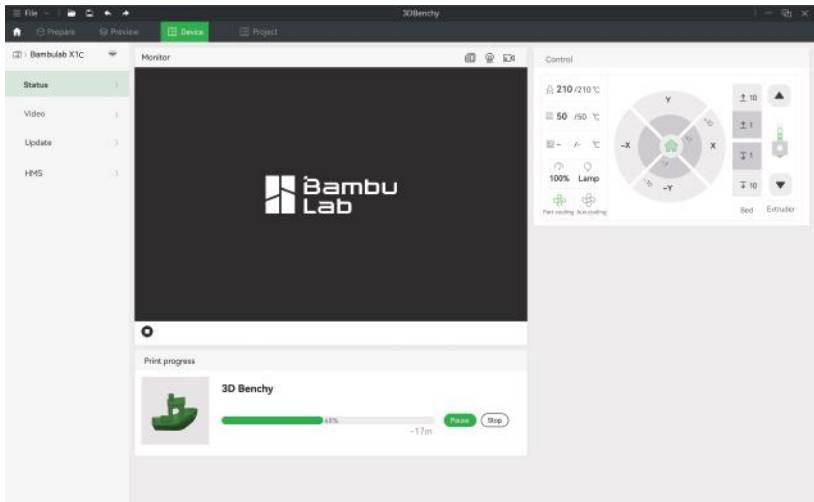 File
3DBenchy
Prepare
Preview
Device
Project
Bambulab X1C
Status
Video
Update
HMS
Monitor
Bambu
Lab
Print progress
3D Benchy
~17m
Pause
Stop
Control
210 /210 ℃
50 /50 ℃
- /- ℃
100% Lamp
Part cooling Aux cooling
Y
-X
X
-Y
10
1
1
10
Bed
Extruder